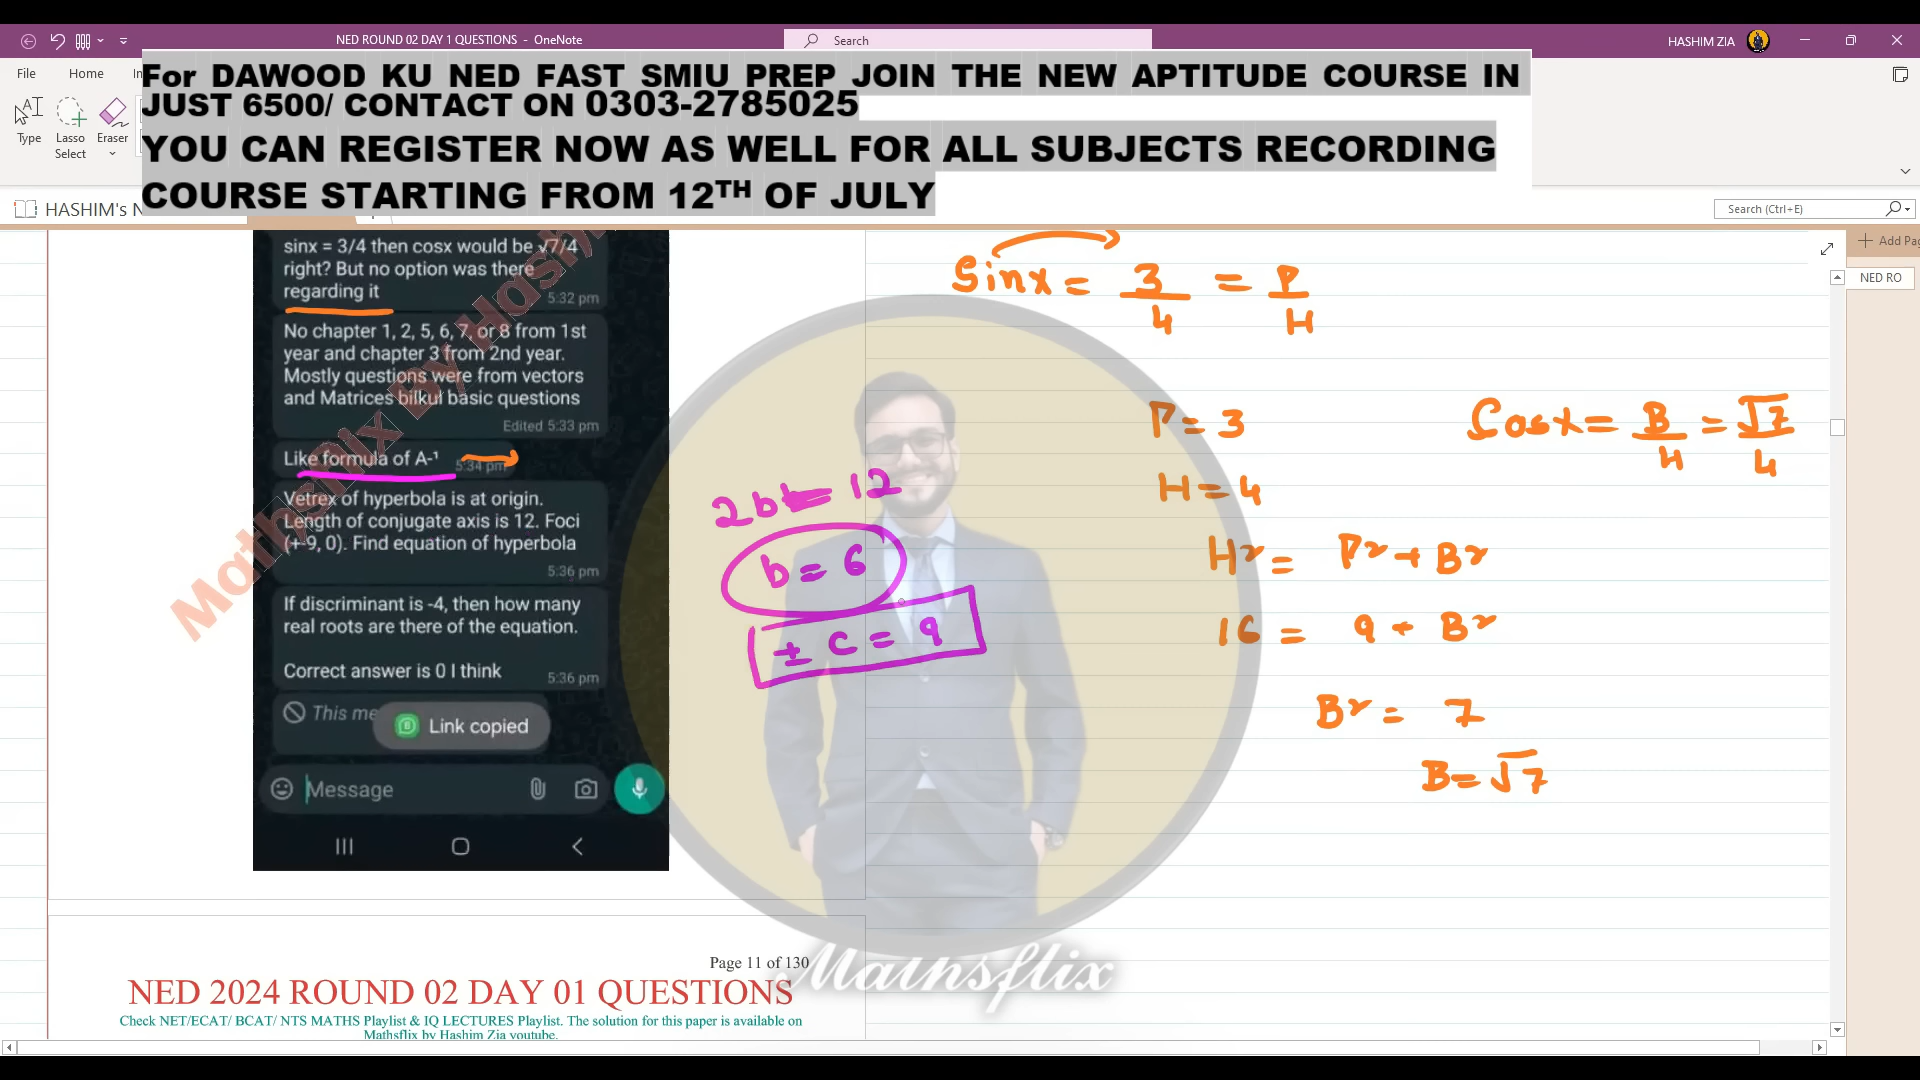 NED ROUND 02 DAY 1 QUESTIONS - OneNote
Search
HASHIM ZIA
File
Home
In
For DAWOOD KU NED FAST SMIU PREP JOIN THE NEW APTITUDE COURSE IN
JUST 6500/ CONTACT ON 0303-2785025
YOU CAN REGISTER NOW AS WELL FOR ALL SUBJECTS RECORDING
COURSE STARTING FROM 12TH OF JULY
Type
Lasso
Select
Eraser
HASHIM's N
Search (Ctrl+E)
Add Pag
NED RO
sinx = 3/4 then cosx would be √7/4
right? But no option was there
regarding it
5:32 pm
No chapter 1, 2, 5, 6, 7, or 8 from 1st
year and chapter 3 from 2nd year.
Mostly questions were from vectors
and Matrices bilkul basic questions
Edited 5:33 pm
Like formula of A-¹
5:34 pm
Vetrex of hyperbola is at origin.
Length of conjugate axis is 12. Foci
(+-9, 0). Find equation of hyperbola
5:36 pm
If discriminant is -4, then how many
real roots are there of the equation.
Correct answer is 0 I think
5:36 pm
This me
Link copied
Message
Mathsflix By Hash
2b = 12
b = 6
± c = 9
Sinx = 3/4 = P/H
P = 3
H = 4
Cosx = B/H = √7/4
H² = P² + B²
16 = 9 + B²
B² = 7
B = √7
Mathsflix
Page 11 of 130
NED 2024 ROUND 02 DAY 01 QUESTIONS
Check NET/ECAT/ BCAT/ NTS MATHS Playlist & IQ LECTURES Playlist. The solution for this paper is available on
Mathsflix by Hashim Zia youtube.